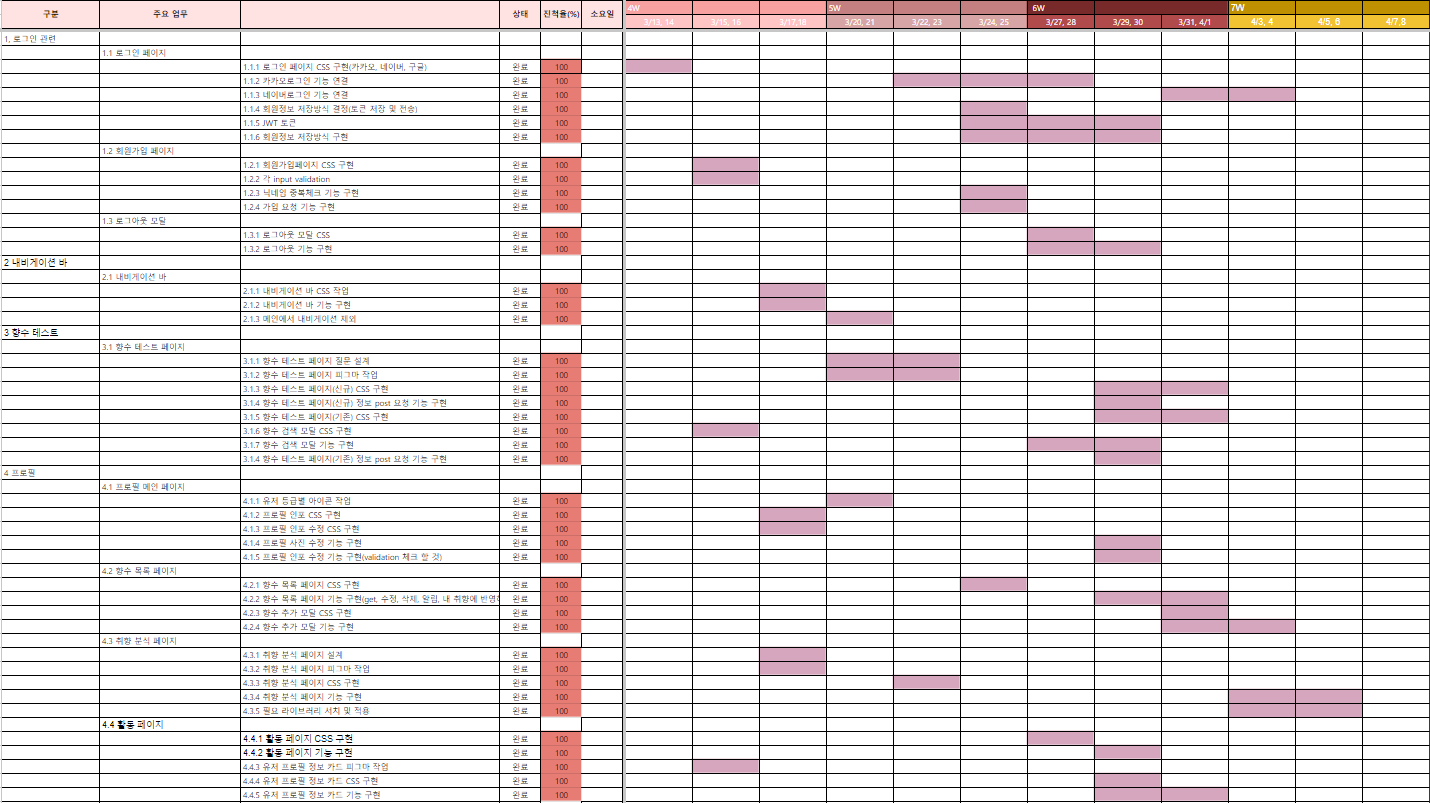 구분 주요 업무 상태 진척율(%) 소요일 4W 5W 6W 7W
3/13, 14 3/15, 16 3/17,18 3/20, 21 3/22, 23 3/24, 25 3/27, 28 3/29, 30 3/31, 4/1 4/3, 4 4/5, 6 4/7,8
1, 로그인 관련
1.1 로그인 페이지
1.1.1 로그인 페이지 CSS 구현(카카오, 네이버, 구글) 완료 100
1.1.2 카카오로그인 기능 연결 완료 100
1.1.3 네이버로그인 기능 연결 완료 100
1.1.4 회원정보 저장방식 결정(토큰 저장 및 전송) 완료 100
1.1.5 JWT 토큰 완료 100
1.1.6 회원정보 저장방식 구현 완료 100
1.2 회원가입 페이지
1.2.1 회원가입페이지 CSS 구현 완료 100
1.2.2 각 input validation 완료 100
1.2.3 닉네임 중복체크 기능 구현 완료 100
1.2.4 가입 요청 기능 구현 완료 100
1.3 로그아웃 모달
1.3.1 로그아웃 모달 CSS 완료 100
1.3.2 로그아웃 기능 구현 완료 100
2 내비게이션 바
2.1 내비게이션 바
2.1.1 내비게이션 바 CSS 작업 완료 100
2.1.2 내비게이션 바 기능 구현 완료 100
2.1.3 메인에서 내비게이션 제외 완료 100
3 향수 테스트
3.1 향수 테스트 페이지
3.1.1 향수 테스트 페이지 질문 설계 완료 100
3.1.2 향수 테스트 페이지 피그마 작업 완료 100
3.1.3 향수 테스트 페이지(신규) CSS 구현 완료 100
3.1.4 향수 테스트 페이지(신규) 정보 post 요청 기능 구현 완료 100
3.1.5 향수 테스트 페이지(기존) CSS 구현 완료 100
3.1.6 향수 검색 모달 CSS 구현 완료 100
3.1.7 향수 검색 모달 기능 구현 완료 100
3.1.4 향수 테스트 페이지(기존) 정보 post 요청 기능 구현 완료 100
4 프로필
4.1 프로필 메인 페이지
4.1.1 유저 등급별 아이콘 작업 완료 100
4.1.2 프로필 인포 CSS 구현 완료 100
4.1.3 프로필 인포 수정 CSS 구현 완료 100
4.1.4 프로필 사진 수정 기능 구현 완료 100
4.1.5 프로필 인포 수정 기능 구현(validation 체크 할 것) 완료 100
4.2 향수 목록 페이지
4.2.1 향수 목록 페이지 CSS 구현 완료 100
4.2.2 향수 목록 페이지 기능 구현(get, 수정, 삭제, 알림, 내 취향에 반영하 완료 100
4.2.3 향수 추가 모달 CSS 구현 완료 100
4.2.4 향수 추가 모달 기능 구현 완료 100
4.3 취향 분석 페이지
4.3.1 취향 분석 페이지 설계 완료 100
4.3.2 취향 분석 페이지 피그마 작업 완료 100
4.3.3 취향 분석 페이지 CSS 구현 완료 100
4.3.4 취향 분석 페이지 기능 구현 완료 100
4.3.5 필요 라이브러리 서치 및 적용 완료 100
4.4 활동 페이지
4.4.1 활동 페이지 CSS 구현 완료 100
4.4.2 활동 페이지 기능 구현 완료 100
4.4.3 유저 프로필 정보 카드 피그마 작업 완료 100
4.4.4 유저 프로필 정보 카드 CSS 구현 완료 100
4.4.5 유저 프로필 정보 카드 기능 구현 완료 100